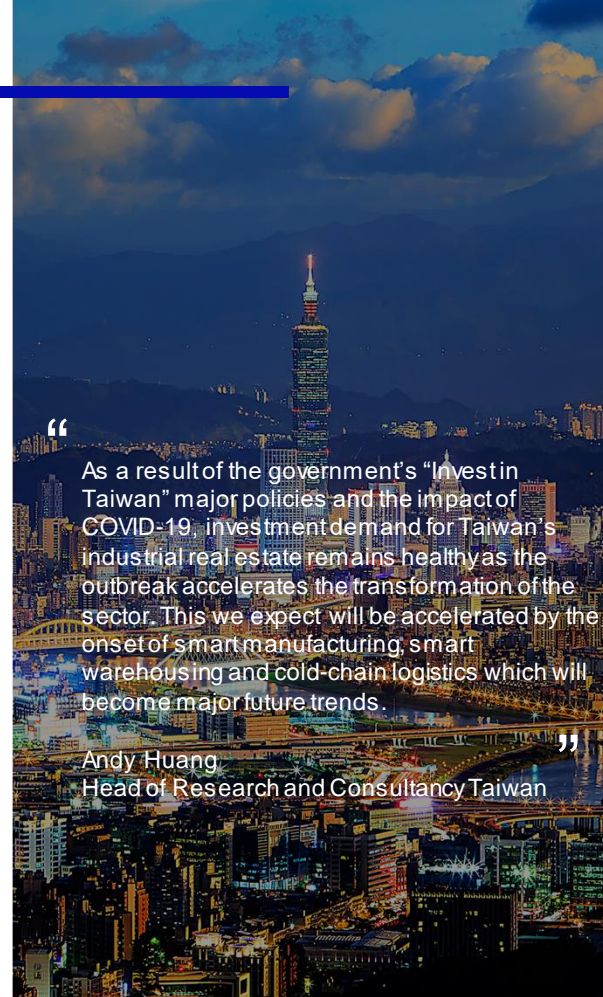 “
As a result of the government’s “Invest in
Taiwan” major policies and the impact of
COVID-19, investment demand for Taiwan’s
industrial real estate remains healthy as the
outbreak accelerates the transformation of the
sector. This we expect will be accelerated by the
onset of smart manufacturing, smart
warehousing and cold-chain logistics which will
become major future trends.
”
Andy Huang
Head of Research and Consultancy Taiwan